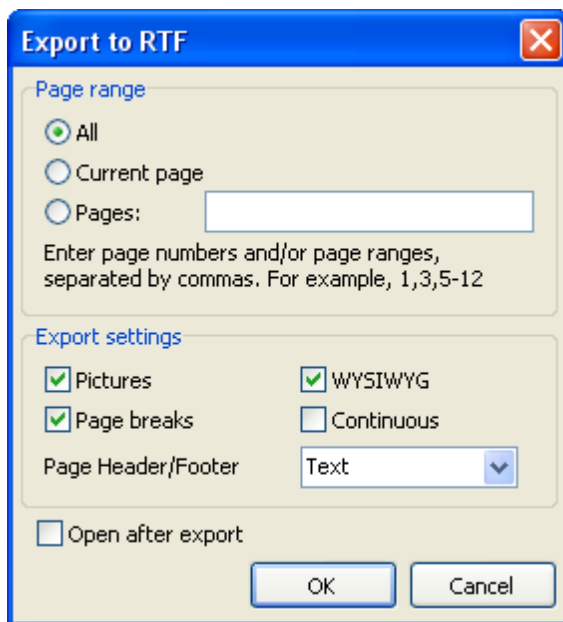 Export to RTF
Page range
All
Current page
Pages:
Enter page numbers and/or page ranges,
separated by commas. For example, 1,3,5-12
Export settings
Pictures WYSIWYG
Page breaks Continuous
Page Header/Footer Text
Open after export
OK Cancel